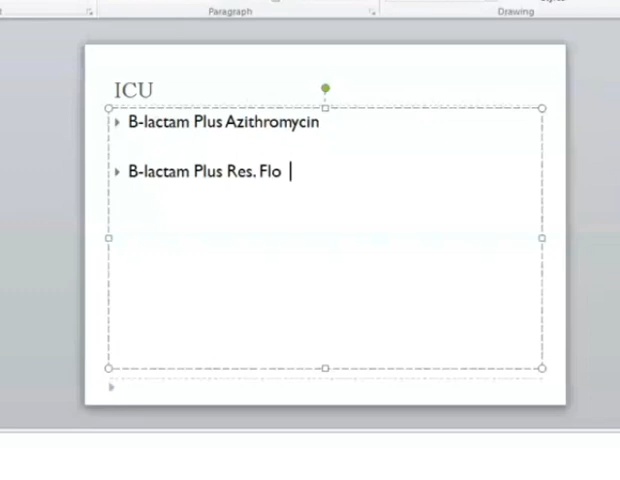 Paragraph
Drawing
ICU
B-lactam Plus Azithromycin
B-lactam Plus Res. Flo